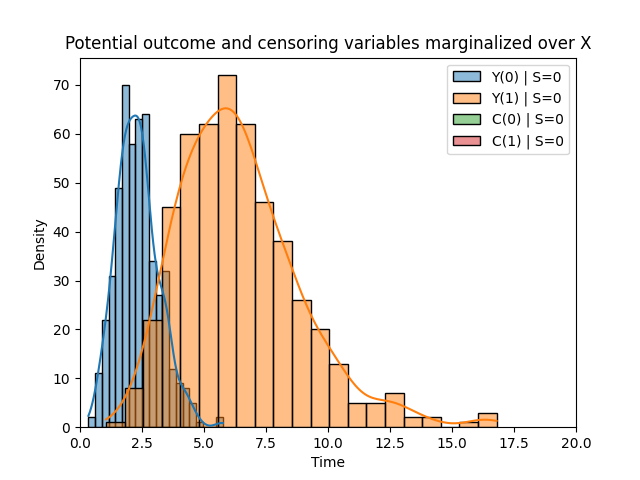 Potential outcome and censoring variables marginalized over X
Y(0) | S=0
Y(1) | S=0
C(0) | S=0
C(1) | S=0
70
60
50
40
30
20
10
0
Density
0.0 2.5 5.0 7.5 10.0 12.5 15.0 17.5 20.0
Time